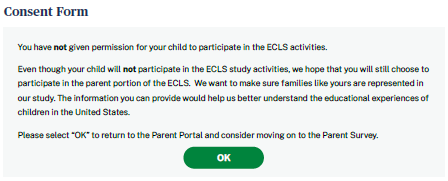 Consent Form
You have not given permission for your child to participate in the ECLS activities.
Even though your child will not participate in the ECLS study activities, we hope that you will still choose to
participate in the parent portion of the ECLS. We want to make sure families like yours are represented in
our study. The information you can provide would help us better understand the educational experiences of
children in the United States.
Please select "OK" to return to the Parent Portal and consider moving on to the Parent Survey.
OK